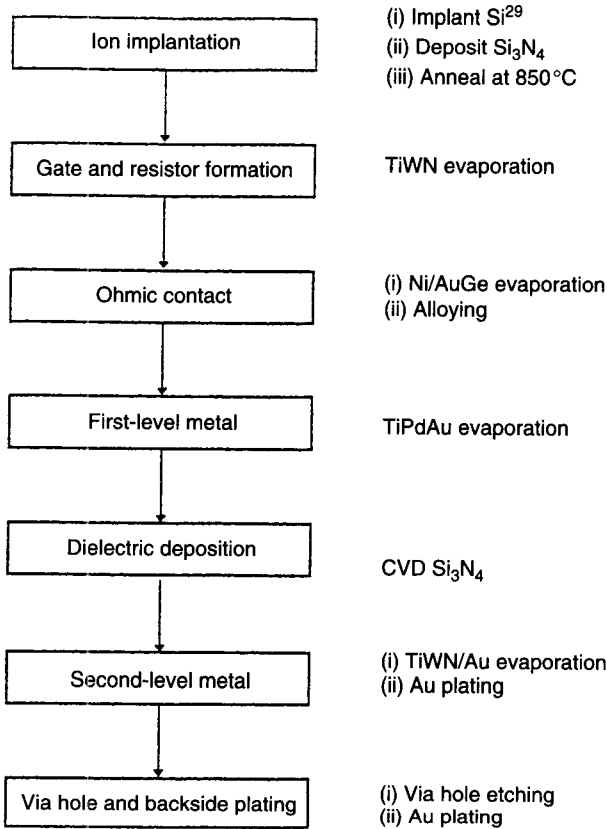 Ion implantation
(i) Implant Si²⁹
(ii) Deposit Si₃N₄
(iii) Anneal at 850°C
Gate and resistor formation
TiWN evaporation
Ohmic contact
(i) Ni/AuGe evaporation
(ii) Alloying
First-level metal
TiPdAu evaporation
Dielectric deposition
CVD Si₃N₄
Second-level metal
(i) TiWN/Au evaporation
(ii) Au plating
Via hole and backside plating
(i) Via hole etching
(ii) Au plating